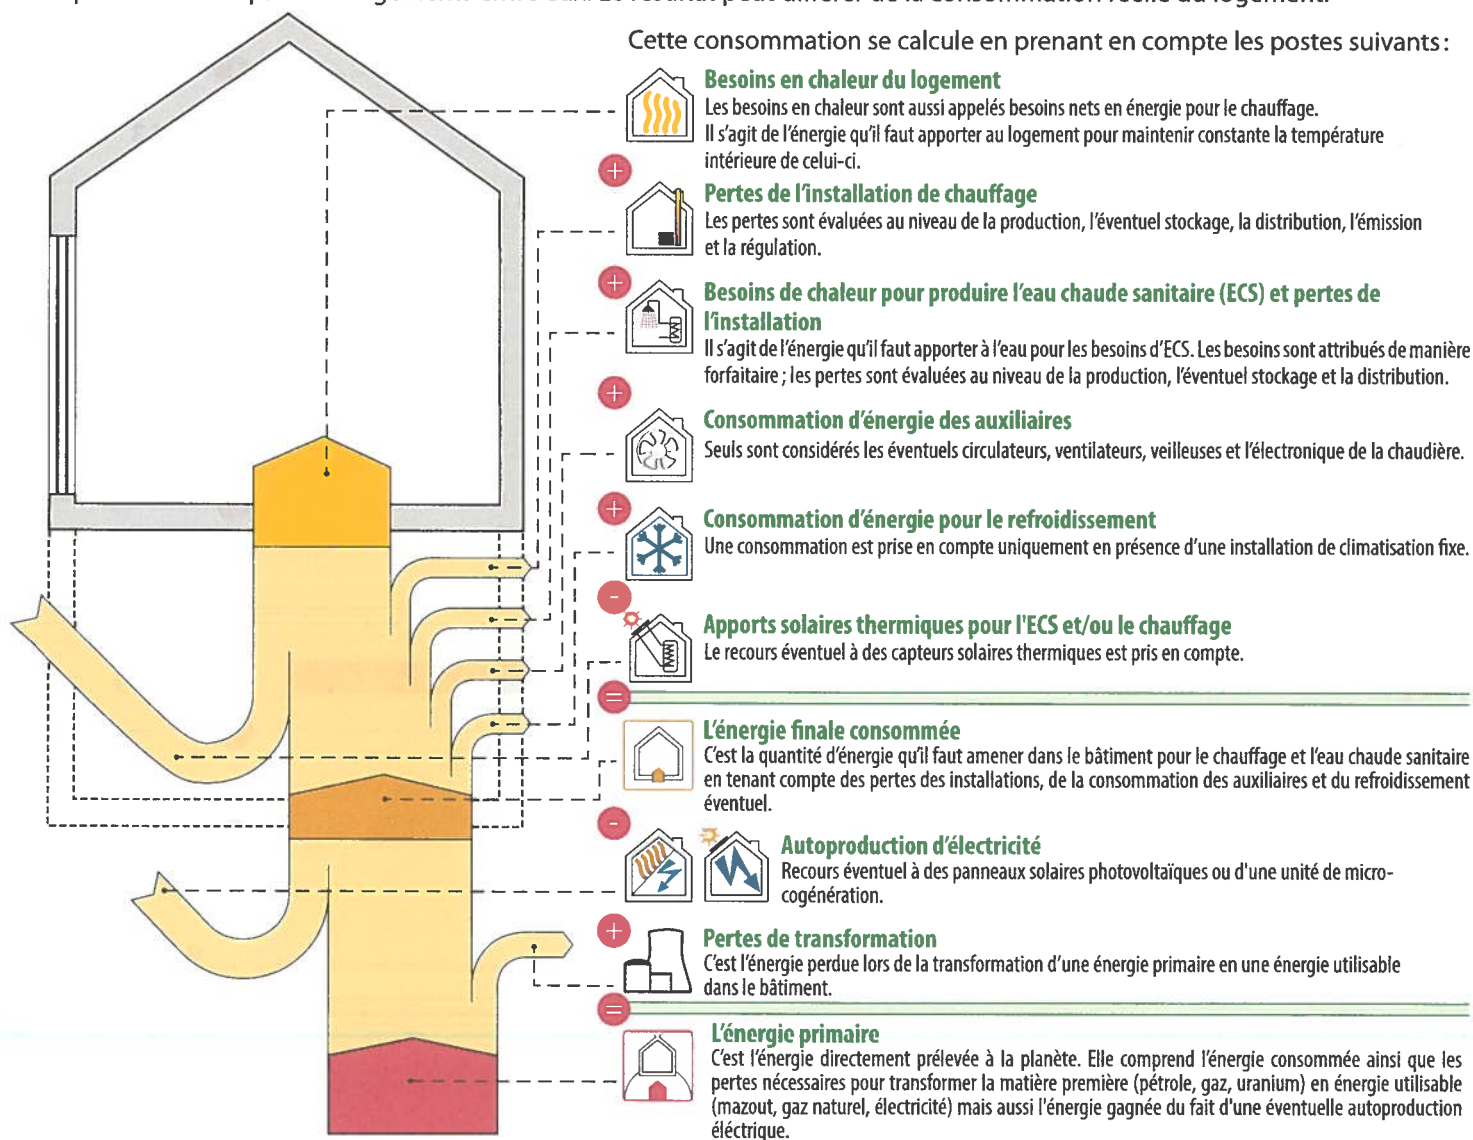 Cette consommation se calcule en prenant en compte les postes suivants :
Besoins en chaleur du logement
Les besoins en chaleur sont aussi appelés besoins nets en énergie pour le chauffage.
Il s'agit de l'énergie qu'il faut apporter au logement pour maintenir constante la température
intérieure de celui-ci.
+
Pertes de l'installation de chauffage
Les pertes sont évaluées au niveau de la production, l'éventuel stockage, la distribution, l'émission
et la régulation.
+
Besoins de chaleur pour produire l'eau chaude sanitaire (ECS) et pertes de
l'installation
Il s'agit de l'énergie qu'il faut apporter à l'eau pour les besoins d'ECS. Les besoins sont attribués de manière
forfaitaire ; les pertes sont évaluées au niveau de la production, l'éventuel stockage et la distribution.
+
Consommation d'énergie des auxiliaires
Seuls sont considérés les éventuels circulateurs, ventilateurs, veilleuses et l'électronique de la chaudière.
+
Consommation d'énergie pour le refroidissement
Une consommation est prise en compte uniquement en présence d'une installation de climatisation fixe.
-
Apports solaires thermiques pour l'ECS et/ou le chauffage
Le recours éventuel à des capteurs solaires thermiques est pris en compte.
=
L'énergie finale consommée
C'est la quantité d'énergie qu'il faut amener dans le bâtiment pour le chauffage et l'eau chaude sanitaire
en tenant compte des pertes des installations, de la consommation des auxiliaires et du refroidissement
éventuel.
-
Autoproduction d'électricité
Recours éventuel à des panneaux solaires photovoltaïques ou d'une unité de micro-
cogénération.
+
Pertes de transformation
C'est l'énergie perdue lors de la transformation d'une énergie primaire en une énergie utilisable
dans le bâtiment.
=
L'énergie primaire
C'est l'énergie directement prélevée à la planète. Elle comprend l'énergie consommée ainsi que les
pertes nécessaires pour transformer la matière première (pétrole, gaz, uranium) en énergie utilisable
(mazout, gaz naturel, électricité) mais aussi l'énergie gagnée du fait d'une éventuelle autoproduction
éléctrique.